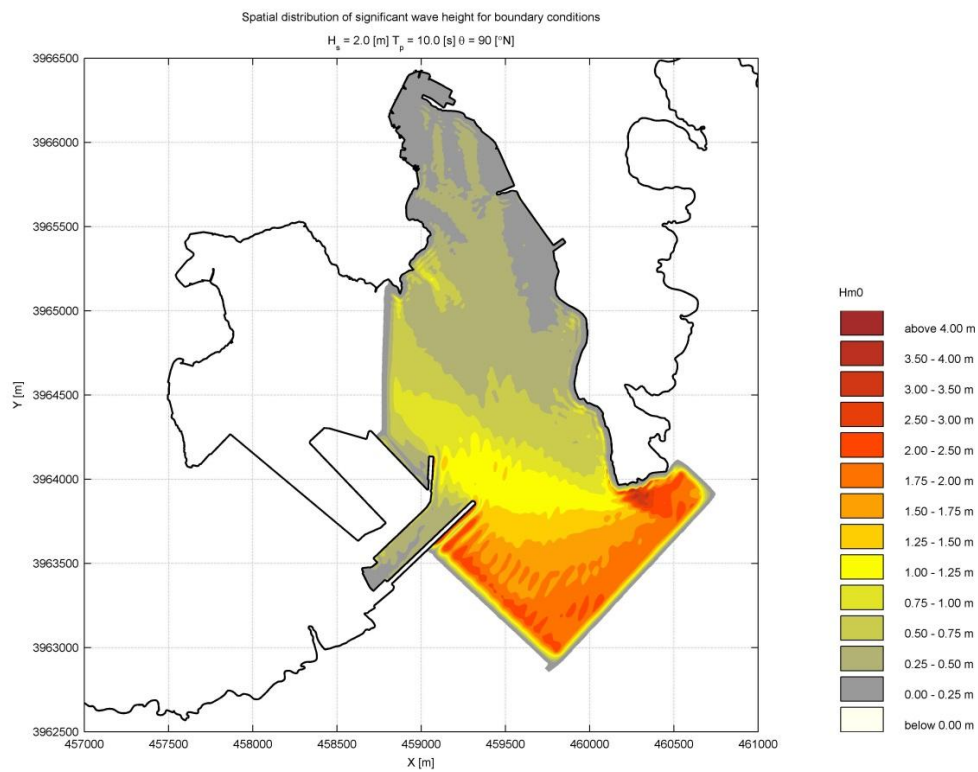 Spatial distribution of significant wave height for boundary conditions
H_s = 2.0 [m] T_p = 10.0 [s] θ = 90 [°N]
3966500
3966000
3965500
3965000
3964500
3964000
3963500
3963000
3962500
Y [m]
457000 457500 458000 458500 459000 459500 460000 460500 461000
X [m]
Hm0
above 4.00 m
3.50 - 4.00 m
3.00 - 3.50 m
2.50 - 3.00 m
2.00 - 2.50 m
1.75 - 2.00 m
1.50 - 1.75 m
1.25 - 1.50 m
1.00 - 1.25 m
0.75 - 1.00 m
0.50 - 0.75 m
0.25 - 0.50 m
0.00 - 0.25 m
below 0.00 m